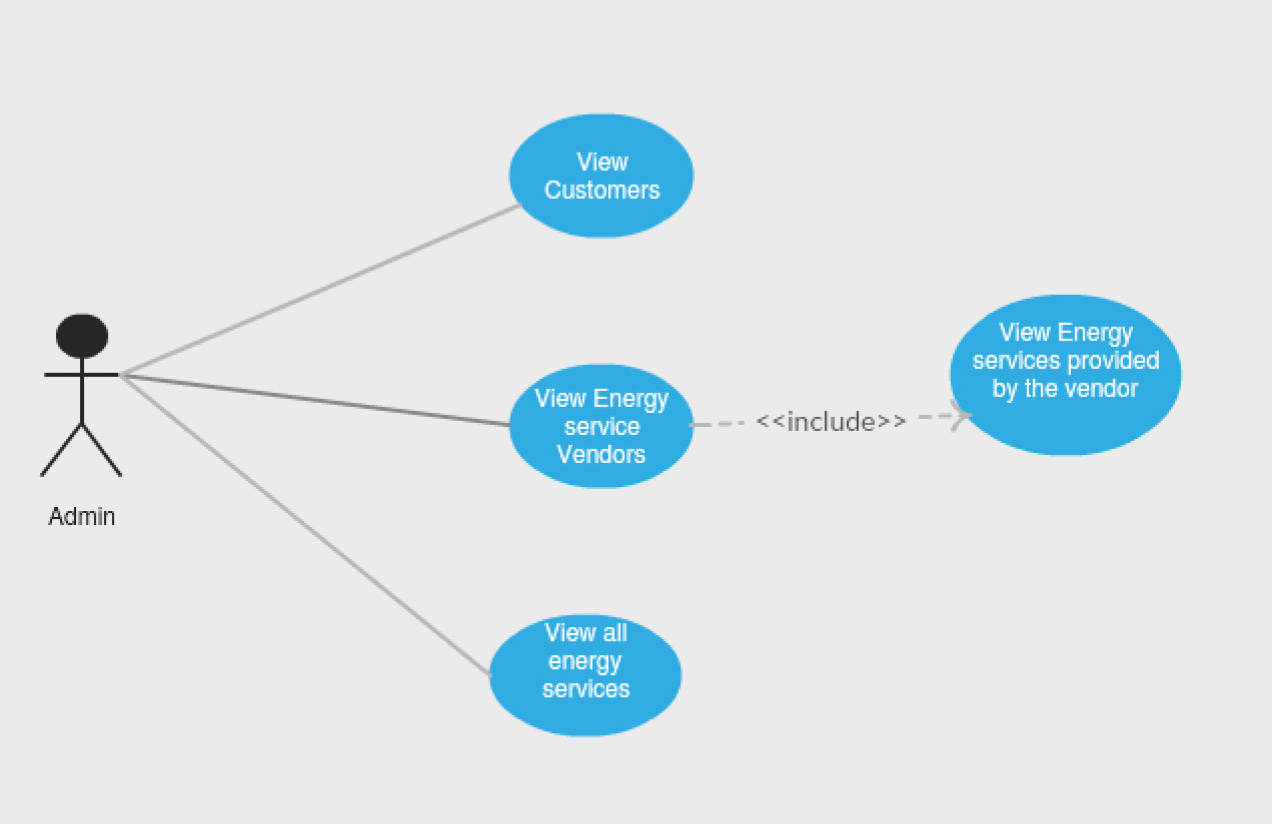 View
Customers
View Energy
services provided
by the vendor
View Energy
service
Vendors
<<include>>
Admin
View all
energy
services